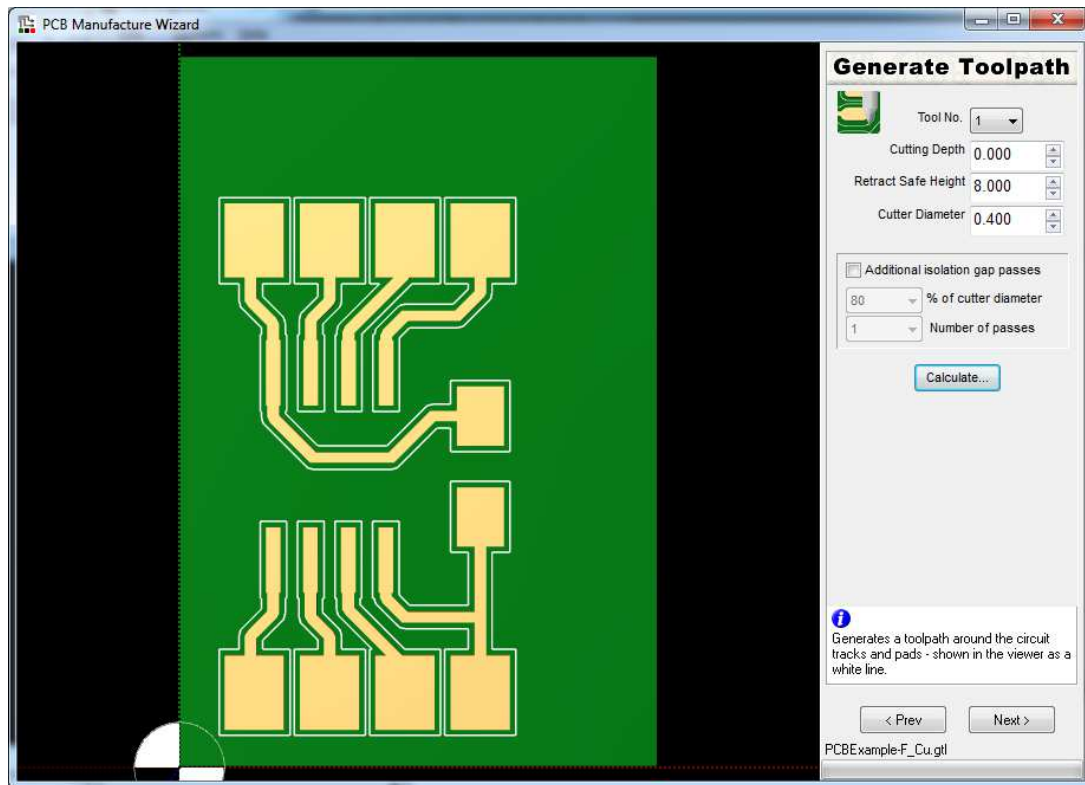 PCB Manufacture Wizard
Generate Toolpath
Tool No. 1
Cutting Depth 0.000
Retract Safe Height 8.000
Cutter Diameter 0.400
Additional isolation gap passes
80 % of cutter diameter
1 Number of passes
Calculate...
Generates a toolpath around the circuit
tracks and pads - shown in the viewer as a
white line.
< Prev Next >
PCBExample-F_Cu.gtl